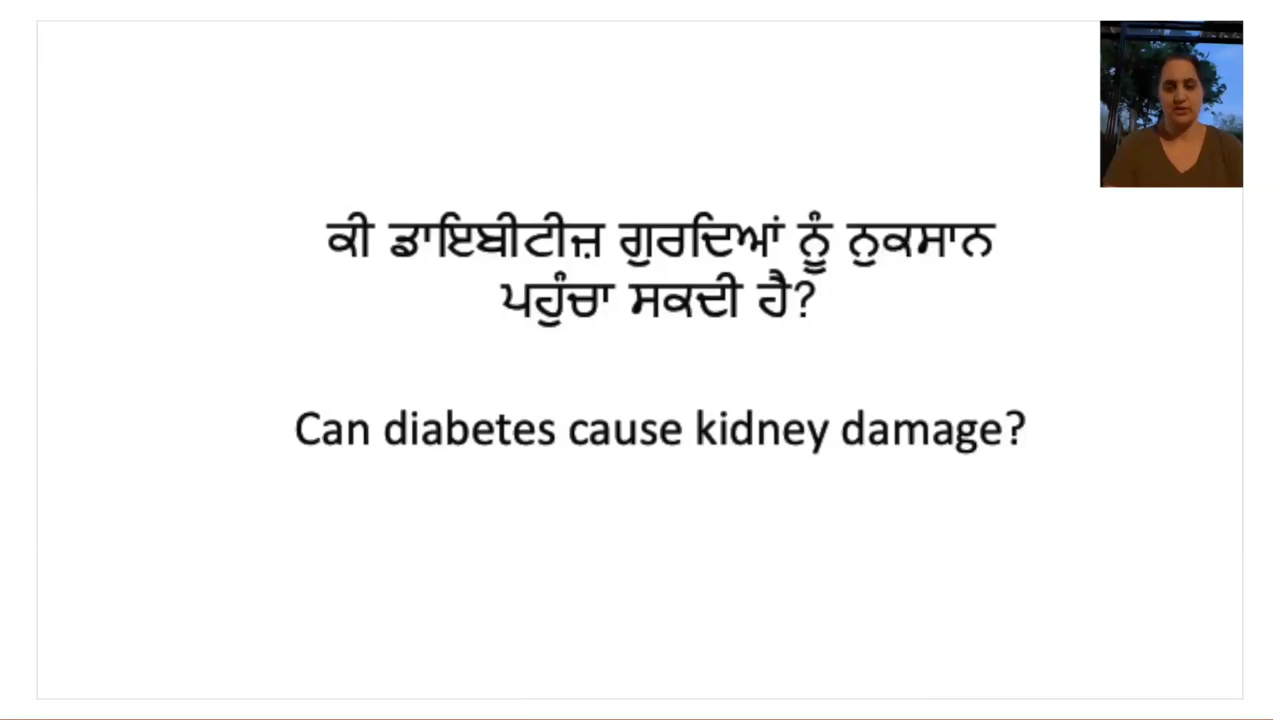 ਕੀ ਡਾਇਬੀਟੀਜ਼ ਗੁਰਦਿਆਂ ਨੂੰ ਨੁਕਸਾਨ
ਪਹੁੰਚਾ ਸਕਦੀ ਹੈ?
Can diabetes cause kidney damage?